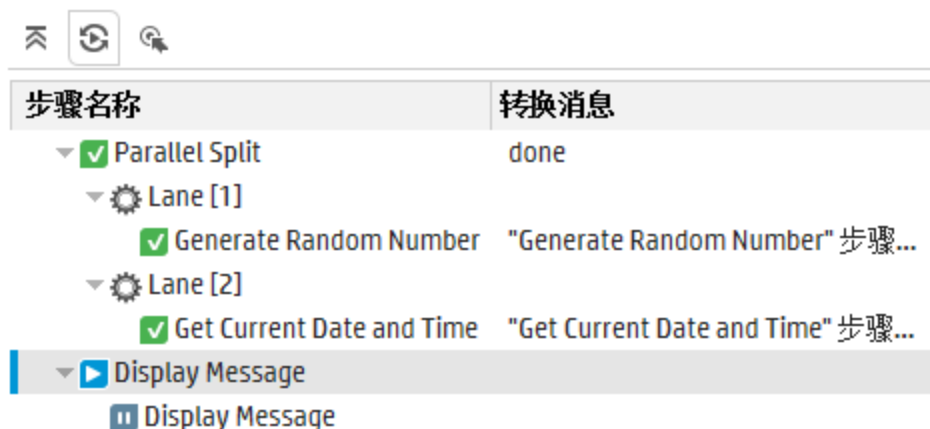 步骤名称 转换消息
Parallel Split done
Lane [1]
Generate Random Number "Generate Random Number" 步骤...
Lane [2]
Get Current Date and Time "Get Current Date and Time" 步骤...
Display Message
Display Message